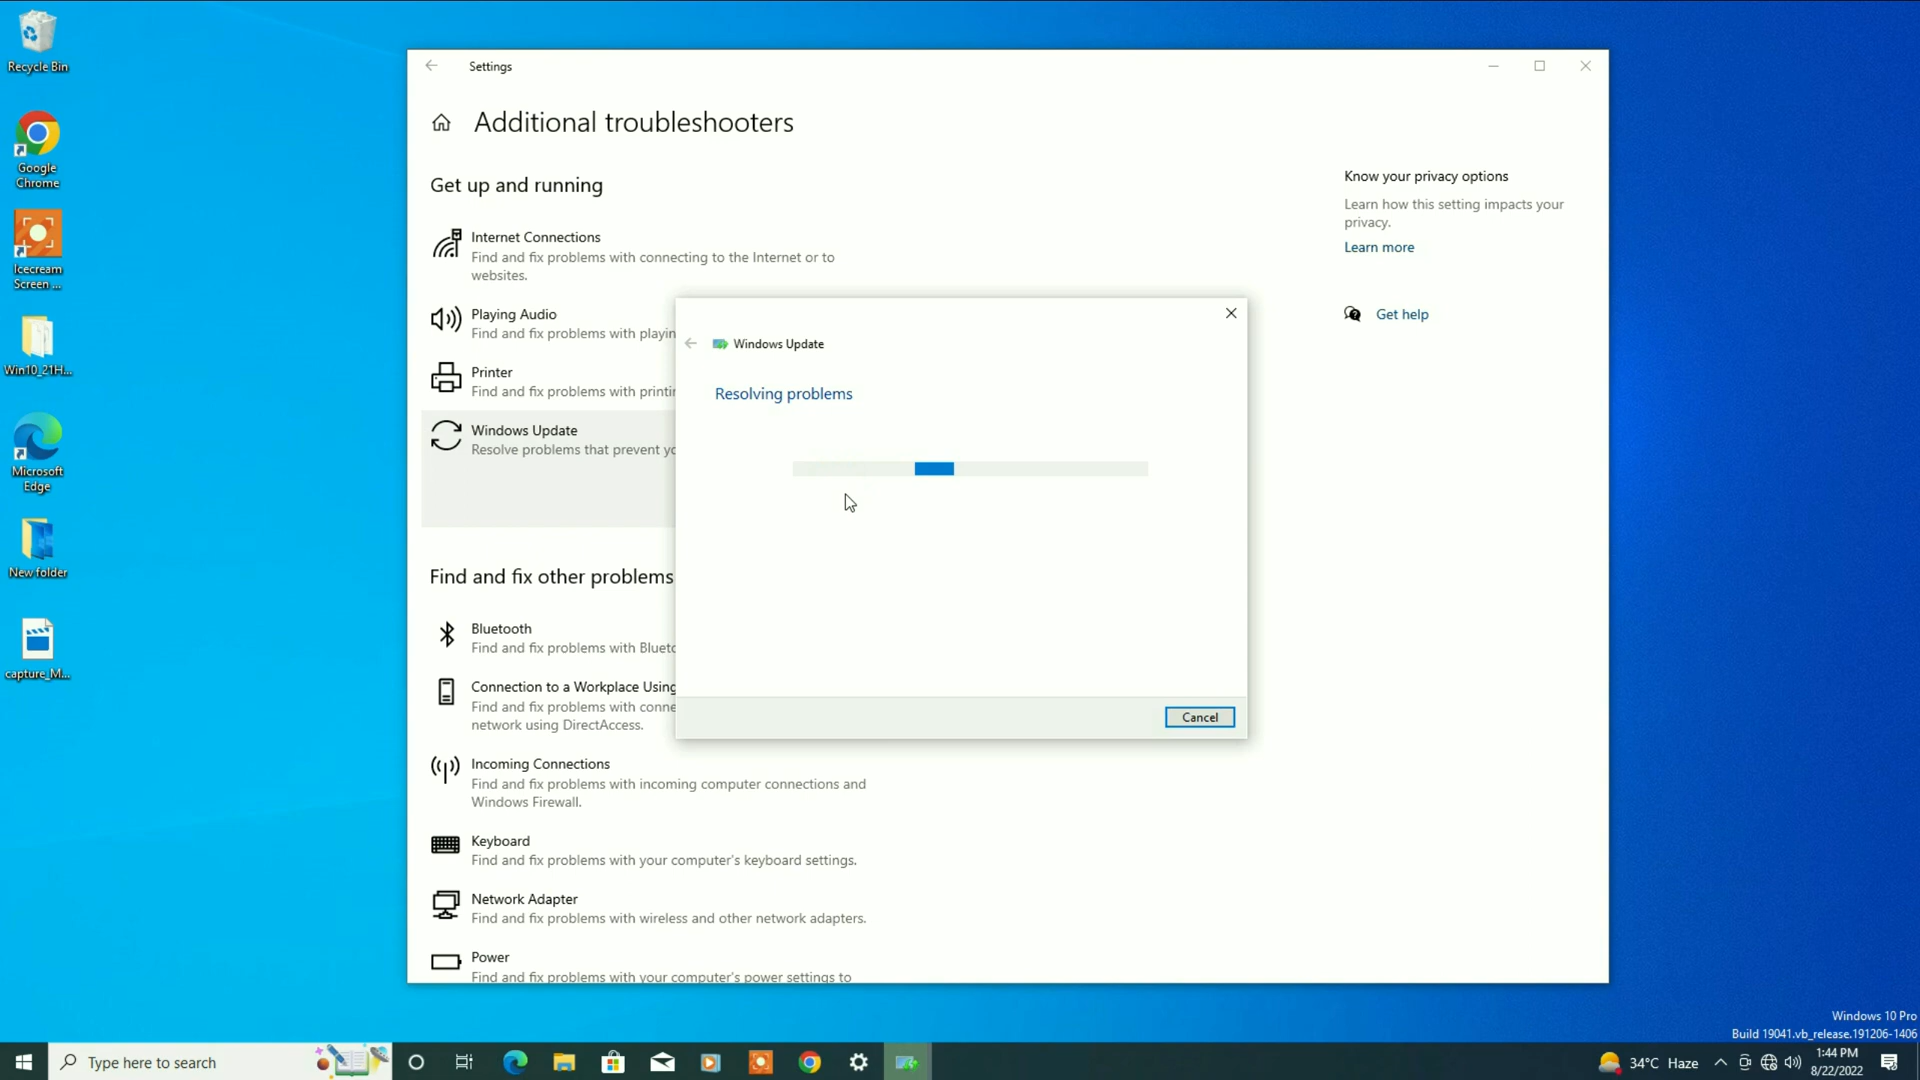 Recycle Bin
Google
Chrome
Icecream
Screen ...
Win10_21H...
Microsoft
Edge
New folder
capture_M...
Settings
Additional troubleshooters
Get up and running
Internet Connections
Find and fix problems with connecting to the Internet or to
websites.
Playing Audio
Find and fix problems with playin
Printer
Find and fix problems with printin
Windows Update
Resolve problems that prevent yo
Find and fix other problems
Bluetooth
Find and fix problems with Blueto
Connection to a Workplace Using
Find and fix problems with conne
network using DirectAccess.
Incoming Connections
Find and fix problems with incoming computer connections and
Windows Firewall.
Keyboard
Find and fix problems with your computer's keyboard settings.
Network Adapter
Find and fix problems with wireless and other network adapters.
Power
Find and fix problems with your computer's power settings to
Know your privacy options
Learn how this setting impacts your
privacy.
Learn more
Get help
Windows Update
Resolving problems
Cancel
Windows 10 Pro
Build 19041.vb_release.191206-1406
Type here to search
34°C Haze
1:44 PM
8/22/2022